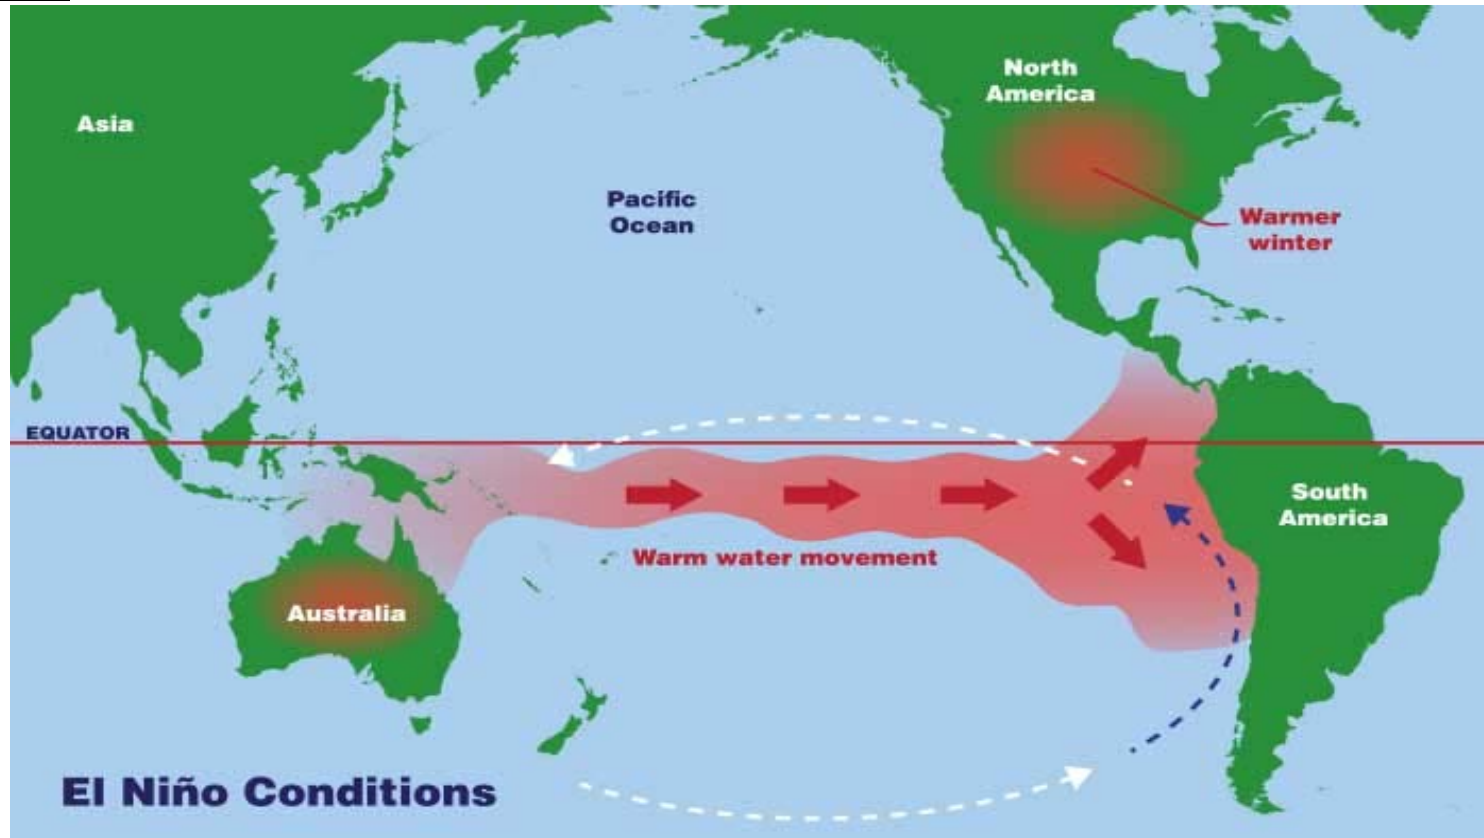 North
America
Asia
Pacific
Ocean
Warmer
winter
EQUATOR
South
America
Warm water movement
Australia
El Niño Conditions